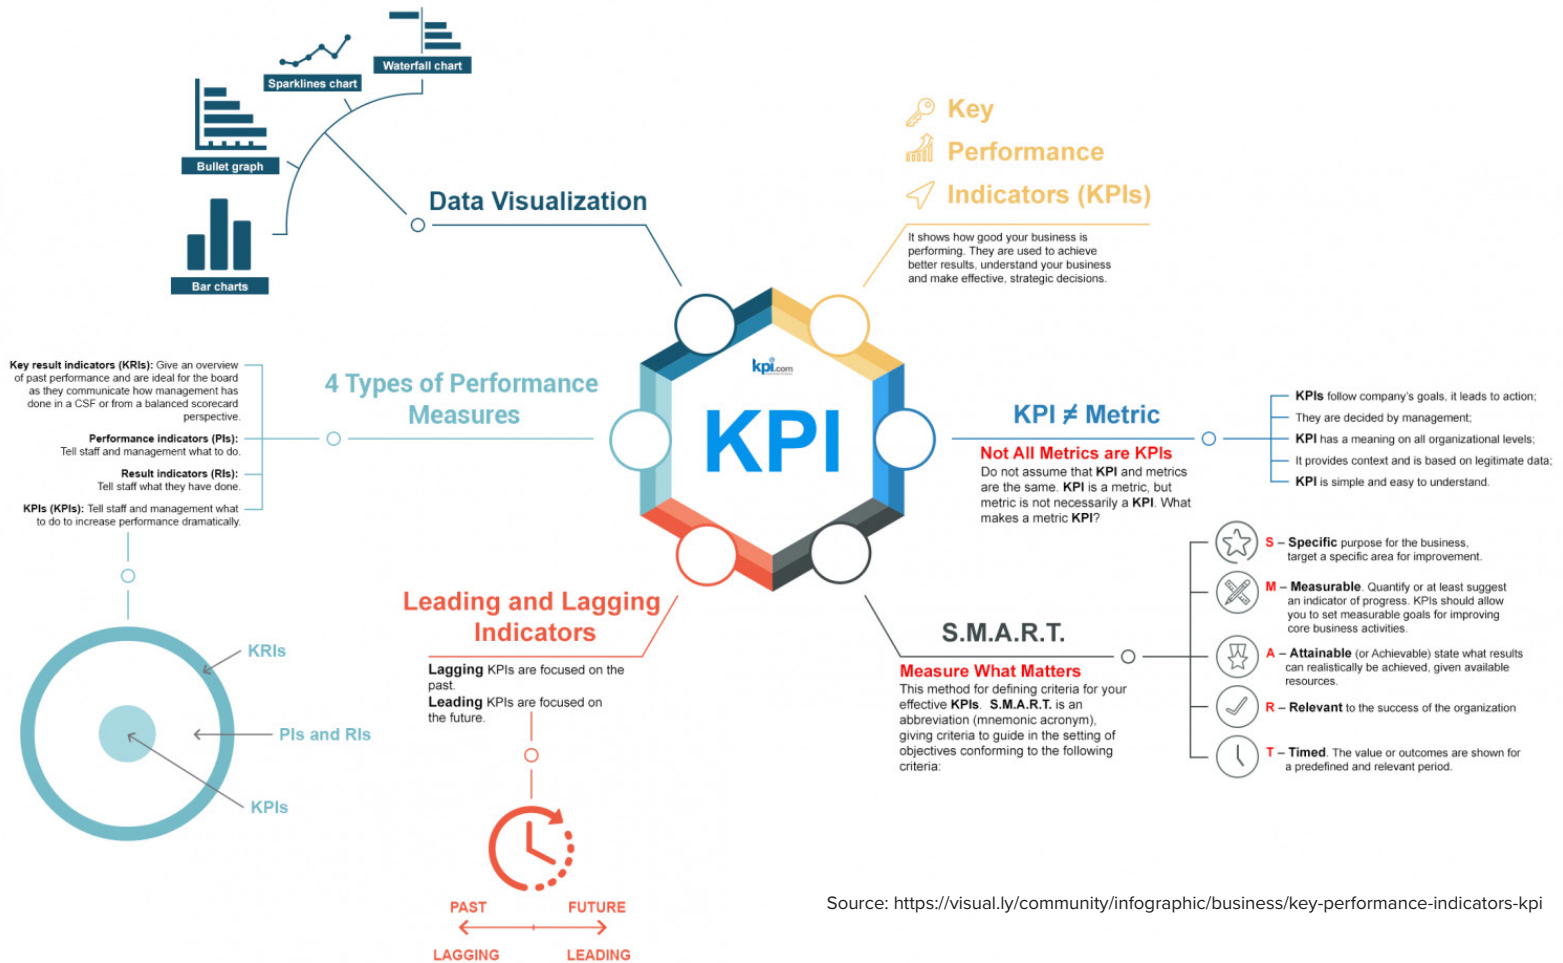 Waterfall chart
Sparklines chart
Bullet graph
Bar charts
Data Visualization
Key
Performance
Indicators (KPIs)
It shows how good your business is
performing. They are used to achieve
better results, understand your business
and make effective, strategic decisions.
kpi.com
KPI
4 Types of Performance
Measures
Key result indicators (KRIs): Give an overview
of past performance and are ideal for the board
as they communicate how management has
done in a CSF or from a balanced scorecard
perspective.
Performance indicators (PIs):
Tell staff and management what to do.
Result indicators (RIs):
Tell staff what they have done.
KPIs (KPIs): Tell staff and management what
to do to increase performance dramatically.
KRIs
PIs and RIs
KPIs
KPI ≠ Metric
Not All Metrics are KPIs
Do not assume that KPI and metrics
are the same. KPI is a metric, but
metric is not necessarily a KPI. What
makes a metric KPI?
KPIs follow company's goals, it leads to action;
They are decided by management;
KPI has a meaning on all organizational levels;
It provides context and is based on legitimate data;
KPI is simple and easy to understand.
Leading and Lagging
Indicators
Lagging KPIs are focused on the
past.
Leading KPIs are focused on
the future.
PAST FUTURE
LAGGING LEADING
S.M.A.R.T.
Measure What Matters
This method for defining criteria for your
effective KPIs. S.M.A.R.T. is an
abbreviation (mnemonic acronym),
giving criteria to guide in the setting of
objectives conforming to the following
criteria:
S – Specific purpose for the business,
target a specific area for improvement.
M – Measurable. Quantify or at least suggest
an indicator of progress. KPIs should allow
you to set measurable goals for improving
core business activities.
A – Attainable (or Achievable) state what results
can realistically be achieved, given available
resources.
R – Relevant to the success of the organization
T – Timed. The value or outcomes are shown for
a predefined and relevant period.
Source: https://visual.ly/community/infographic/business/key-performance-indicators-kpi